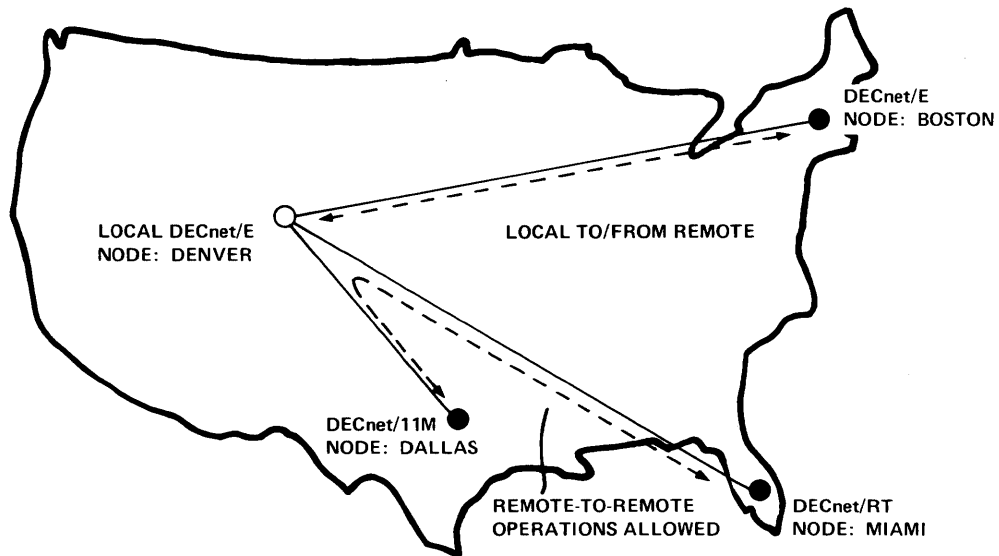 DECnet/E
NODE: BOSTON
LOCAL DECnet/E
NODE: DENVER
LOCAL TO/FROM REMOTE
DECnet/11M
NODE: DALLAS
REMOTE-TO-REMOTE
OPERATIONS ALLOWED
DECnet/RT
NODE: MIAMI